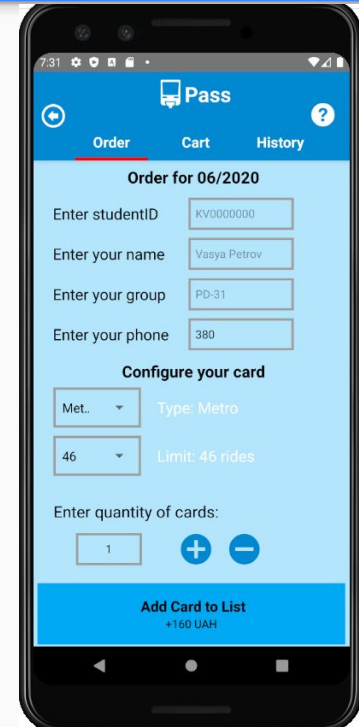 7:31
Pass
?
Order Cart History
Order for 06/2020
Enter studentID KV0000000
Enter your name Vasya Petrov
Enter your group PD-31
Enter your phone 380
Configure your card
Met.. Type: Metro
46 Limit: 46 rides
Enter quantity of cards:
1
Add Card to List
+160 UAH